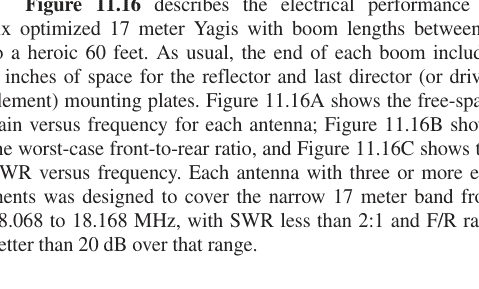 Figure 11.16 describes the electrical performance
ix optimized 17 meter Yagis with boom lengths between
o a heroic 60 feet. As usual, the end of each boom includ
inches of space for the reflector and last director (or driv
lement) mounting plates. Figure 11.16A shows the free-spa
ain versus frequency for each antenna; Figure 11.16B sho
he worst-case front-to-rear ratio, and Figure 11.16C shows t
WR versus frequency. Each antenna with three or more e
ments was designed to cover the narrow 17 meter band fro
8.068 to 18.168 MHz, with SWR less than 2:1 and F/R ra
etter than 20 dB over that range.